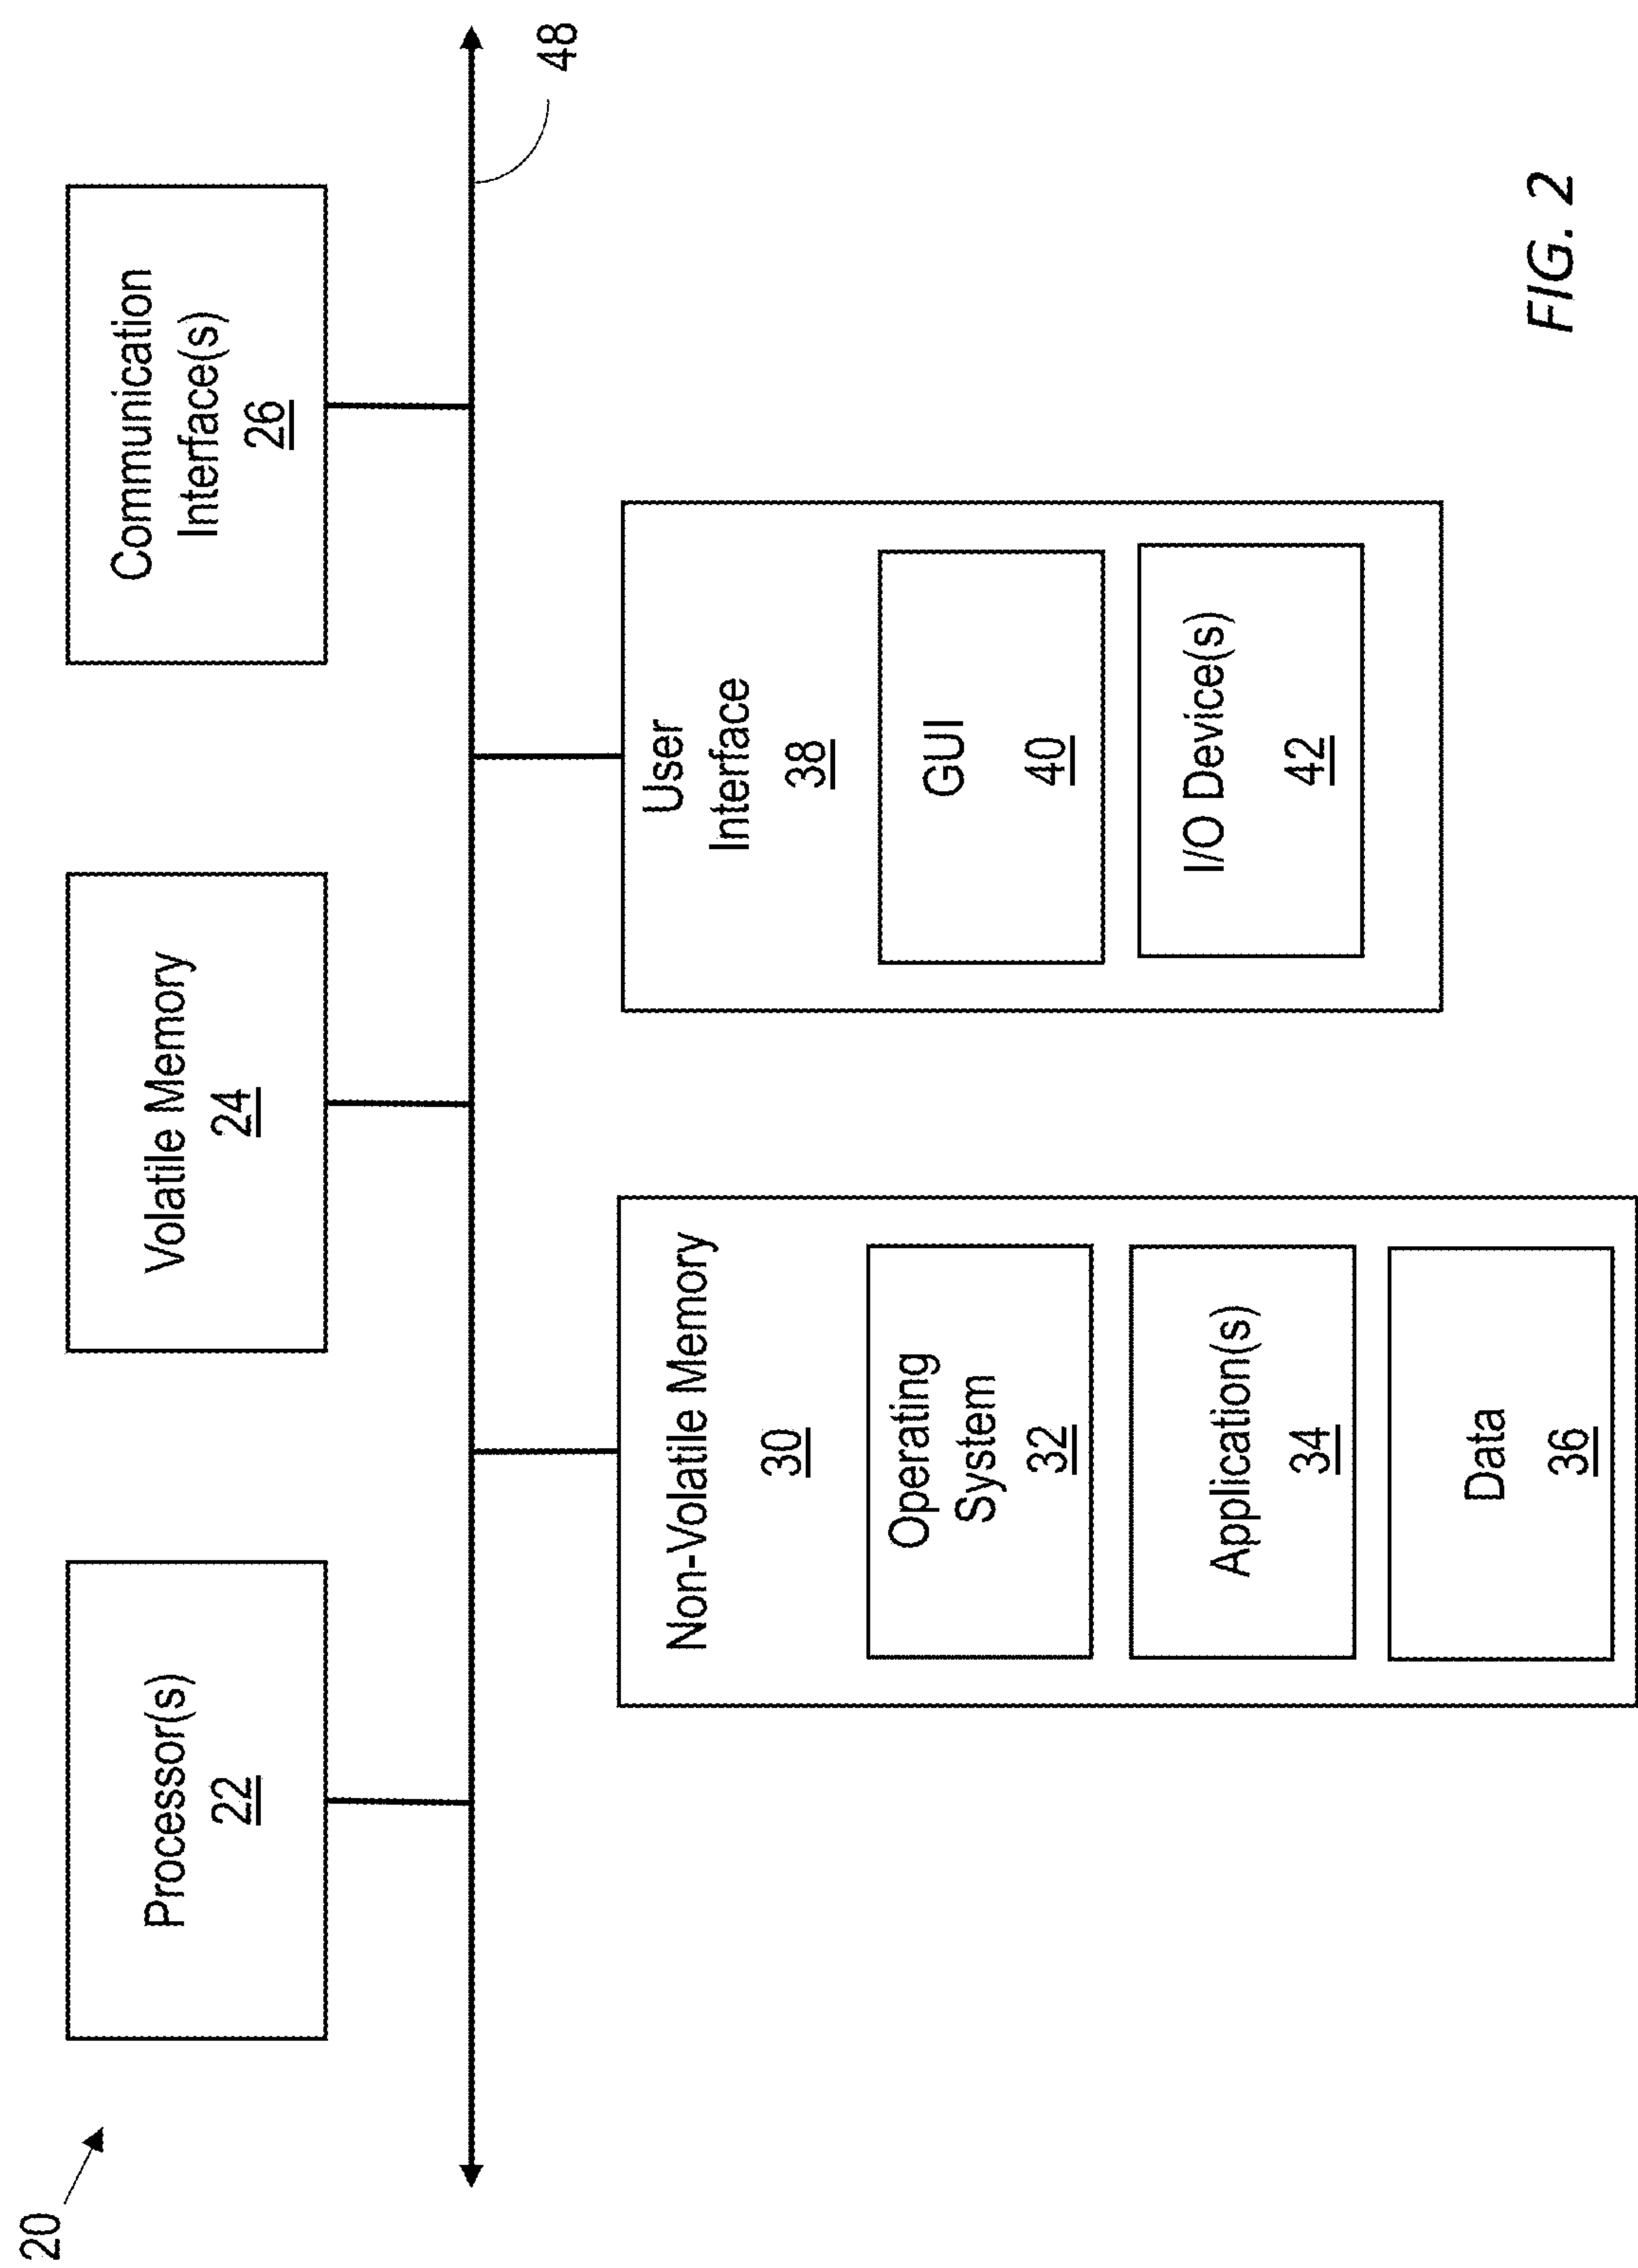 20
Processor(s)
22
Volatile Memory
24
Communication
Interface(s)
26
48
Non-Volatile Memory
30
Operating
System
32
Application(s)
34
Data
36
User
Interface
38
GUI
40
I/O Device(s)
42
FIG. 2